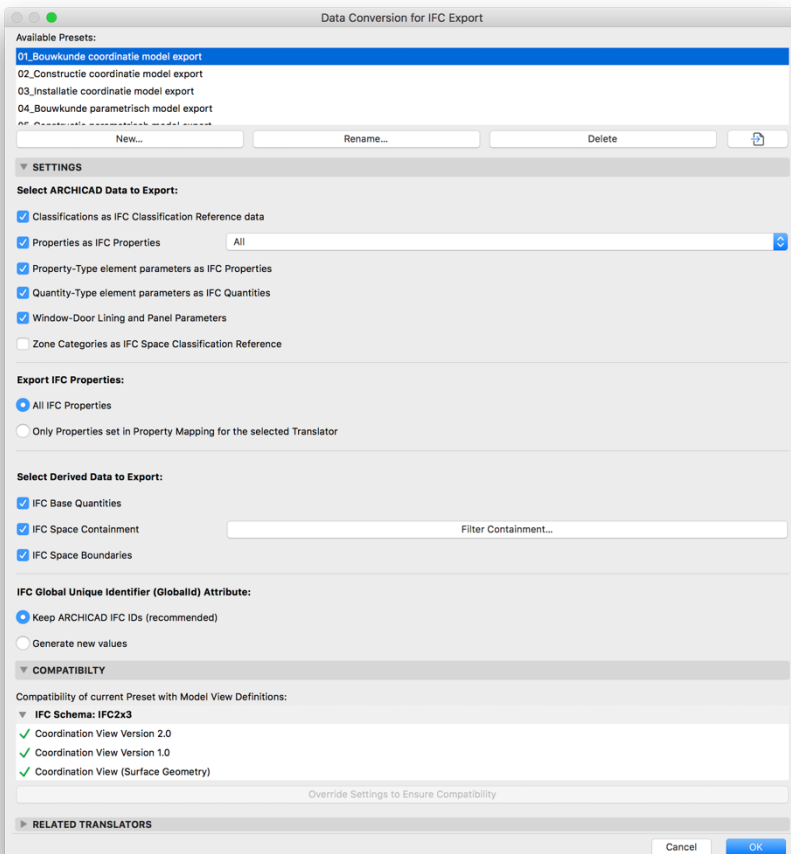 Data Conversion for IFC Export
Available Presets:
01_Bouwkunde coordinatie model export
02_Constructie coordinatie model export
03_Installatie coordinatie model export
04_Bouwkunde parametrisch model export
05_Constructie parametrisch model export
New... Rename... Delete
SETTINGS
Select ARCHICAD Data to Export:
Classifications as IFC Classification Reference data
Properties as IFC Properties All
Property-Type element parameters as IFC Properties
Quantity-Type element parameters as IFC Quantities
Window-Door Lining and Panel Parameters
Zone Categories as IFC Space Classification Reference
Export IFC Properties:
All IFC Properties
Only Properties set in Property Mapping for the selected Translator
Select Derived Data to Export:
IFC Base Quantities
IFC Space Containment Filter Containment...
IFC Space Boundaries
IFC Global Unique Identifier (GlobalId) Attribute:
Keep ARCHICAD IFC IDs (recommended)
Generate new values
COMPATIBILTY
Compatibility of current Preset with Model View Definitions:
IFC Schema: IFC2x3
Coordination View Version 2.0
Coordination View Version 1.0
Coordination View (Surface Geometry)
Override Settings to Ensure Compatibility
RELATED TRANSLATORS
Cancel OK